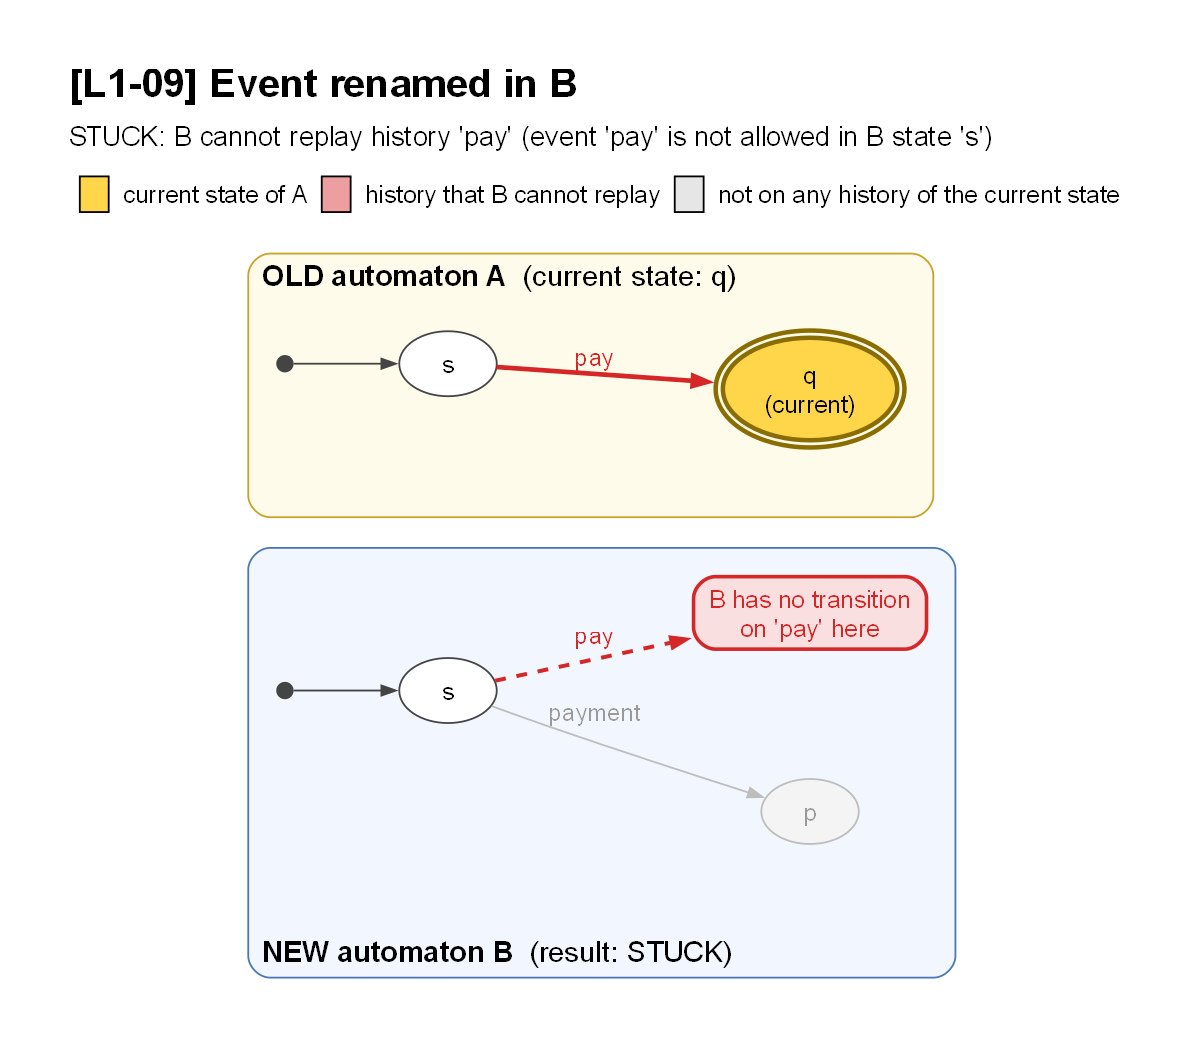 [L1-09] Event renamed in B
STUCK: B cannot replay history 'pay' (event 'pay' is not allowed in B state 's')
current state of A
history that B cannot replay
not on any history of the current state
OLD automaton A (current state: q)
s
pay
q
(current)
B has no transition
on 'pay' here
pay
s
payment
p
NEW automaton B (result: STUCK)